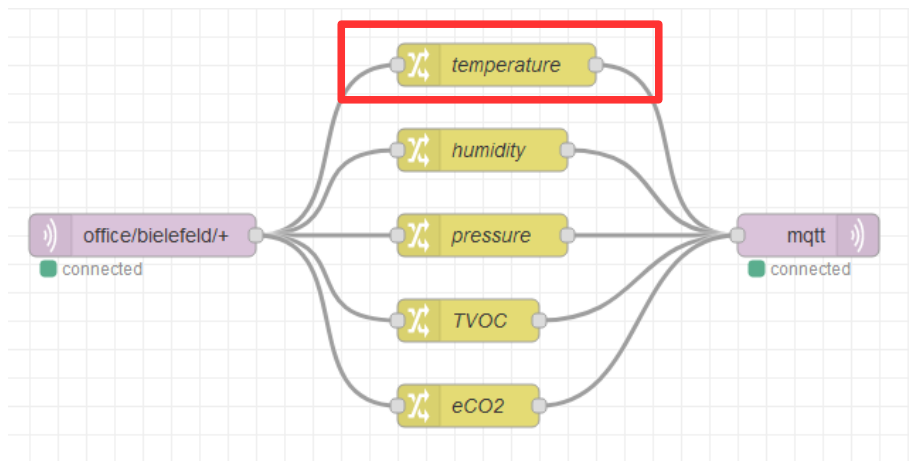 temperature
humidity
office/bielefeld/+
connected
pressure
mqtt
connected
TVOC
eCO2